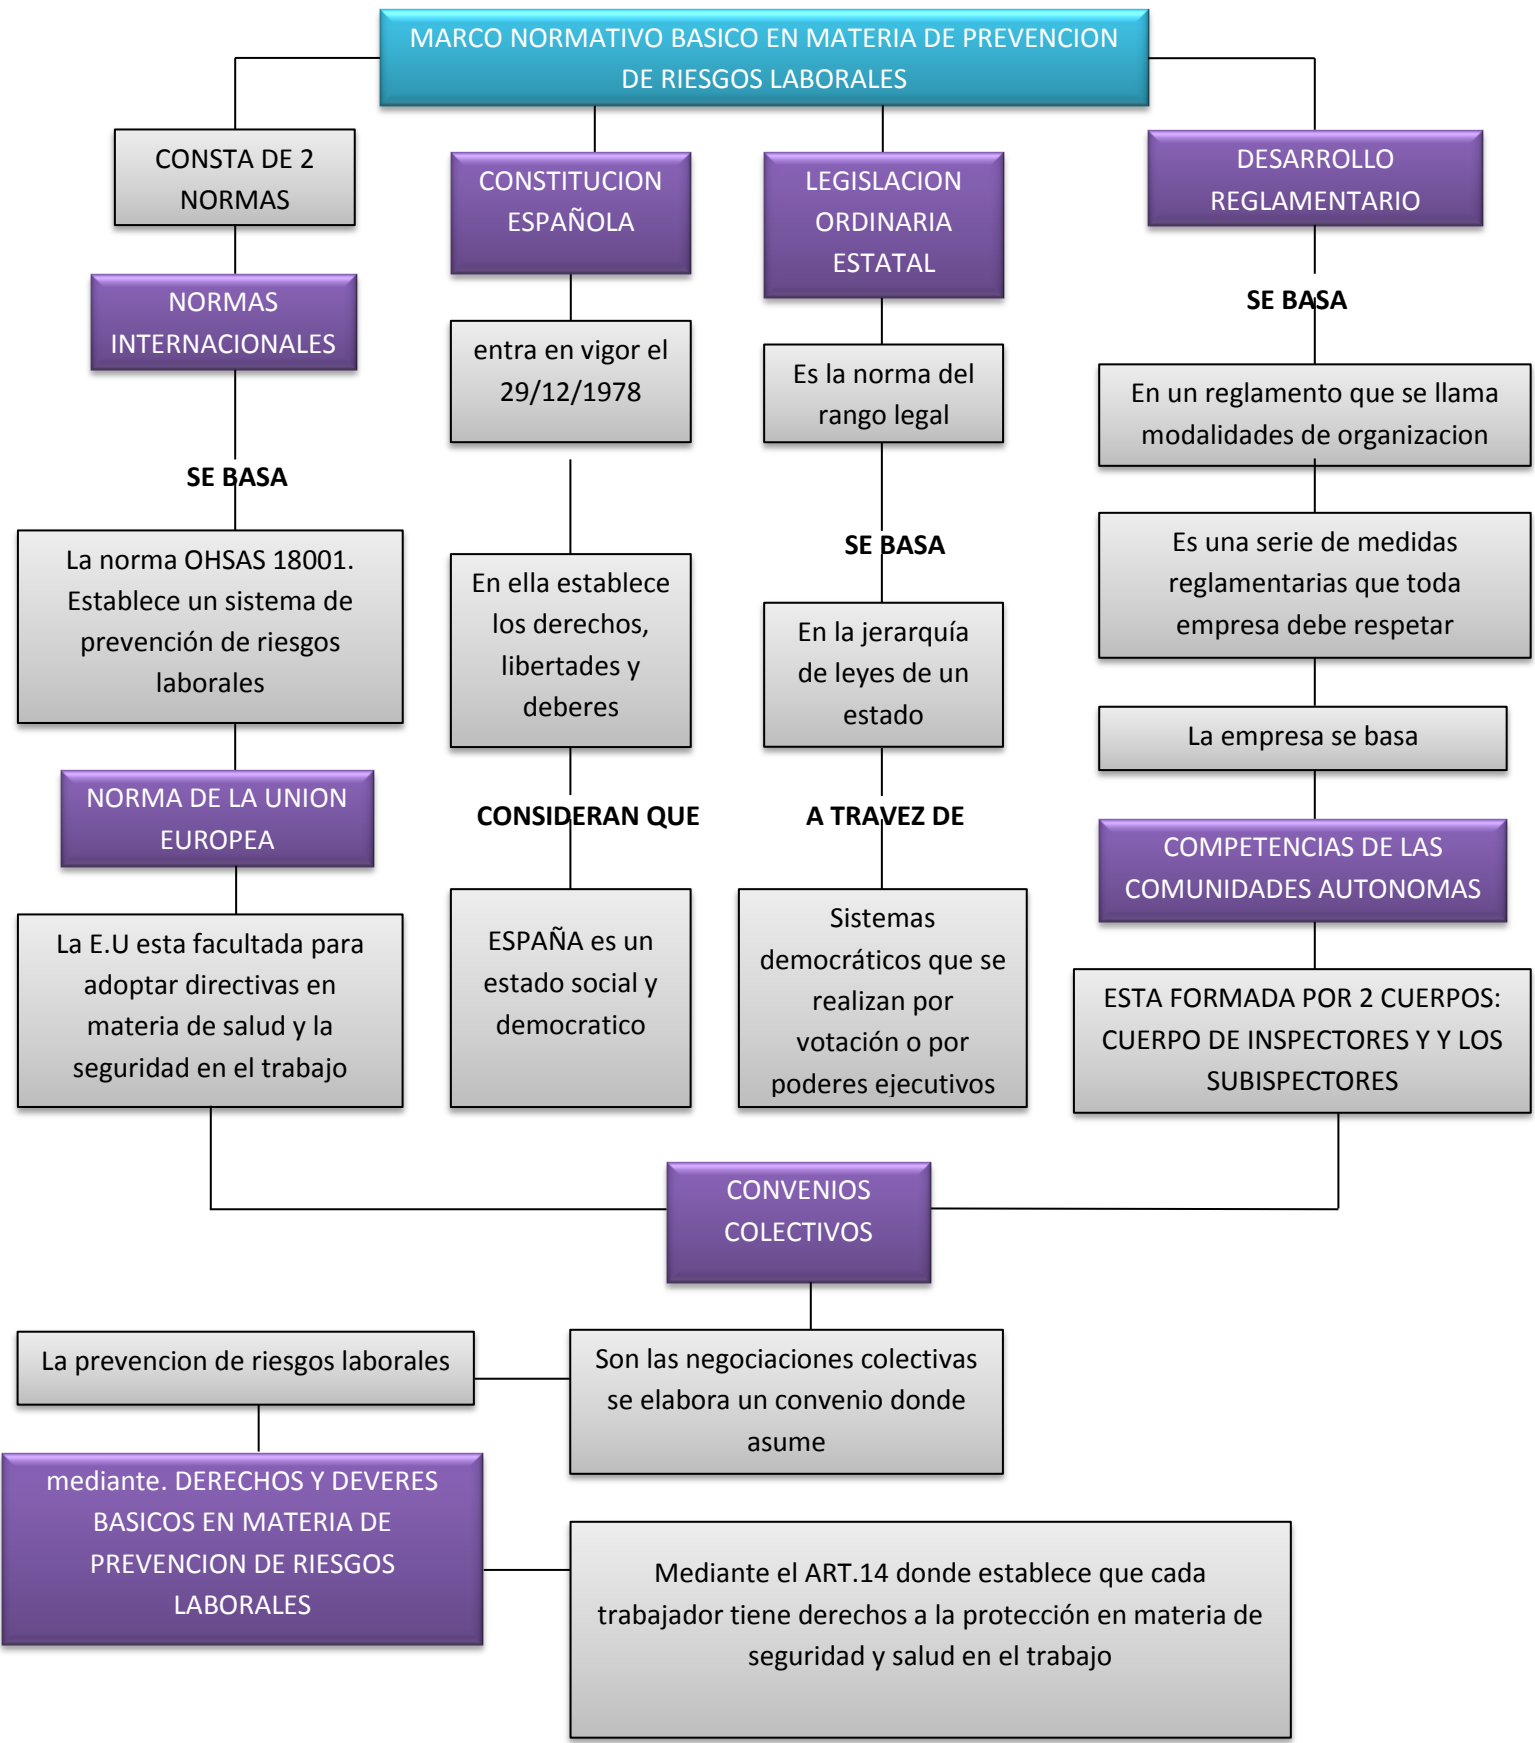 MARCO NORMATIVO BASICO EN MATERIA DE PREVENCION
DE RIESGOS LABORALES
CONSTA DE 2
NORMAS
NORMAS
INTERNACIONALES
SE BASA
La norma OHSAS 18001.
Establece un sistema de
prevención de riesgos
laborales
NORMA DE LA UNION
EUROPEA
La E.U esta facultada para
adoptar directivas en
materia de salud y la
seguridad en el trabajo
CONSTITUCION
ESPAÑOLA
entra en vigor el
29/12/1978
En ella establece
los derechos,
libertades y
deberes
CONSIDERAN QUE
ESPAÑA es un
estado social y
democratico
LEGISLACION
ORDINARIA
ESTATAL
Es la norma del
rango legal
SE BASA
En la jerarquía
de leyes de un
estado
A TRAVEZ DE
Sistemas
democráticos que se
realizan por
votación o por
poderes ejecutivos
DESARROLLO
REGLAMENTARIO
SE BASA
En un reglamento que se llama
modalidades de organizacion
Es una serie de medidas
reglamentarias que toda
empresa debe respetar
La empresa se basa
COMPETENCIAS DE LAS
COMUNIDADES AUTONOMAS
ESTA FORMADA POR 2 CUERPOS:
CUERPO DE INSPECTORES Y Y LOS
SUBISPECTORES
CONVENIOS
COLECTIVOS
Son las negociaciones colectivas
se elabora un convenio donde
asume
La prevencion de riesgos laborales
mediante. DERECHOS Y DEVERES
BASICOS EN MATERIA DE
PREVENCION DE RIESGOS
LABORALES
Mediante el ART.14 donde establece que cada
trabajador tiene derechos a la protección en materia de
seguridad y salud en el trabajo